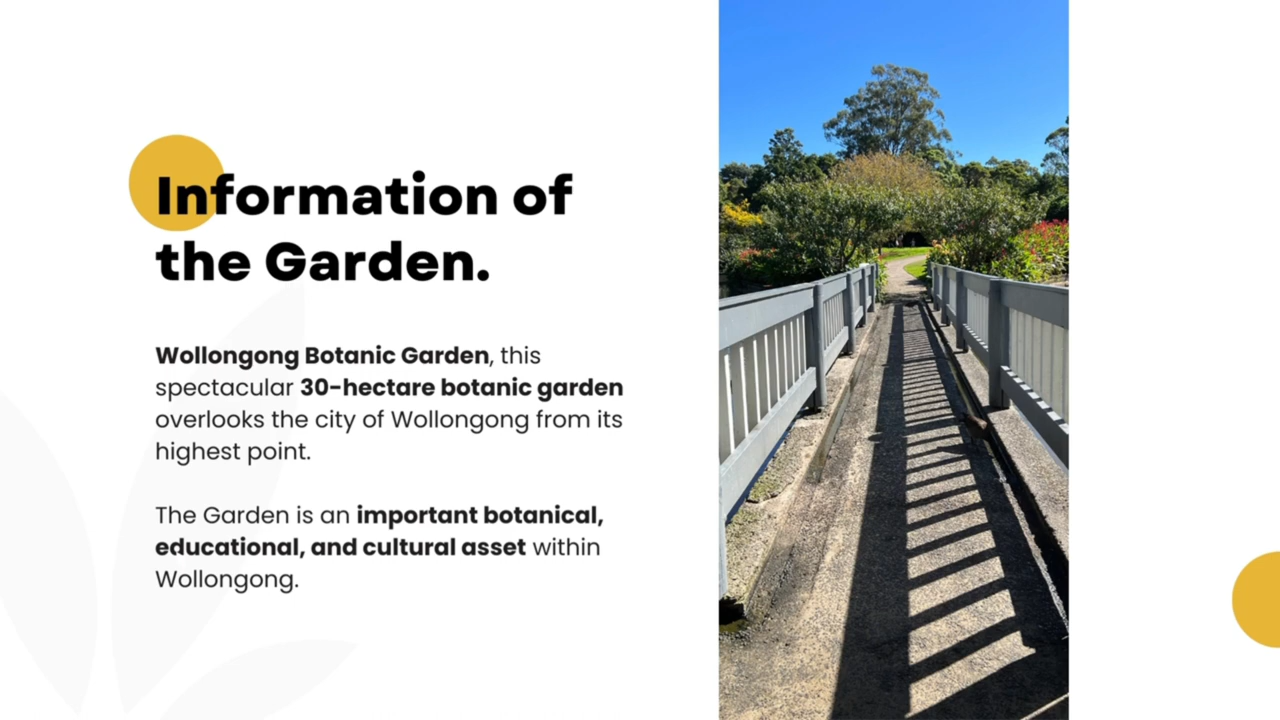 Information of
the Garden.
Wollongong Botanic Garden, this
spectacular 30-hectare botanic garden
overlooks the city of Wollongong from its
highest point.
The Garden is an important botanical,
educational, and cultural asset within
Wollongong.